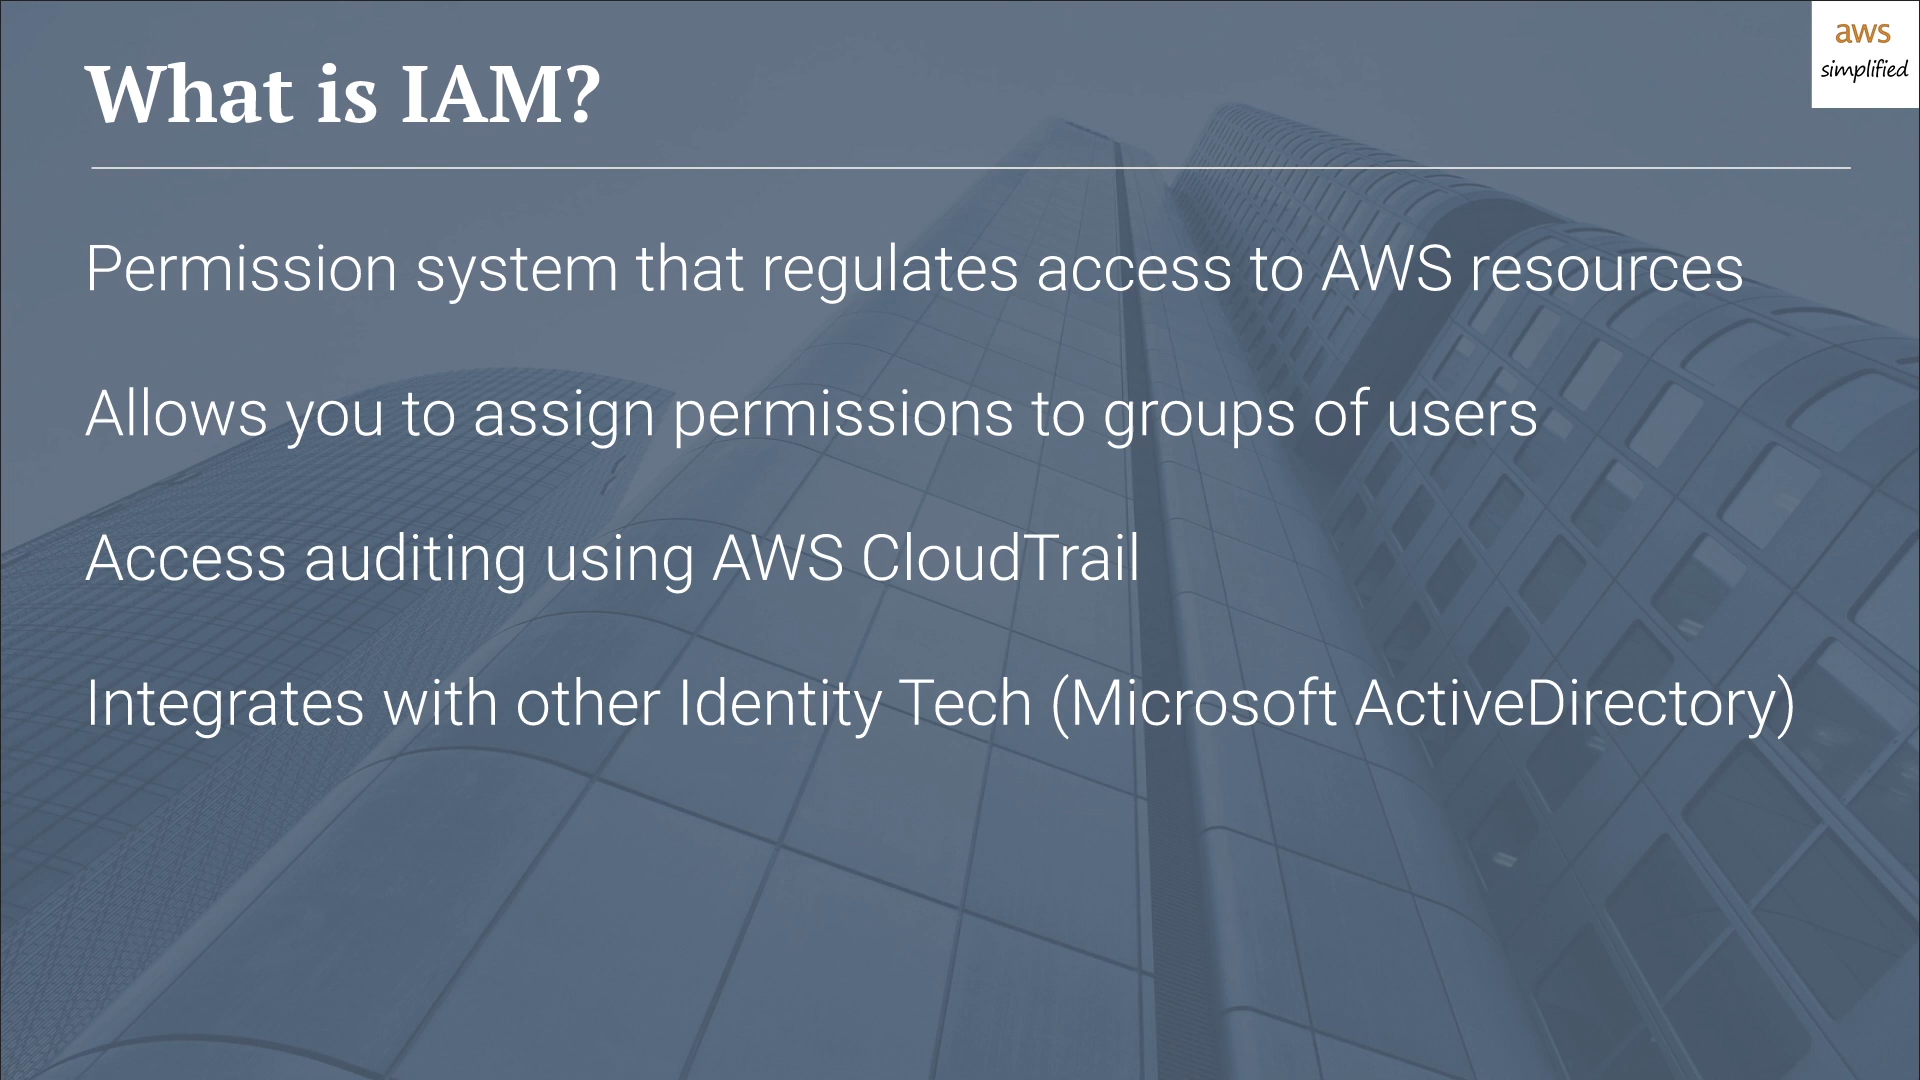 What is IAM?
aws
simplified
Permission system that regulates access to AWS resources
Allows you to assign permissions to groups of users
Access auditing using AWS CloudTrail
Integrates with other Identity Tech (Microsoft ActiveDirectory)